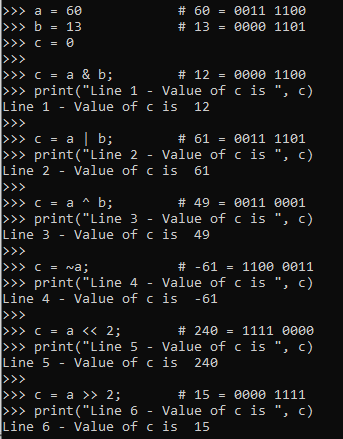 >>> a = 60            # 60 = 0011 1100
>>> b = 13            # 13 = 0000 1101
>>> c = 0
>>>
>>> c = a & b;        # 12 = 0000 1100
>>> print("Line 1 - Value of c is ", c)
Line 1 - Value of c is  12
>>>
>>> c = a | b;        # 61 = 0011 1101
>>> print("Line 2 - Value of c is ", c)
Line 2 - Value of c is  61
>>>
>>> c = a ^ b;        # 49 = 0011 0001
>>> print("Line 3 - Value of c is ", c)
Line 3 - Value of c is  49
>>>
>>> c = ~a;           # -61 = 1100 0011
>>> print("Line 4 - Value of c is ", c)
Line 4 - Value of c is  -61
>>>
>>> c = a << 2;       # 240 = 1111 0000
>>> print("Line 5 - Value of c is ", c)
Line 5 - Value of c is  240
>>>
>>> c = a >> 2;       # 15 = 0000 1111
>>> print("Line 6 - Value of c is ", c)
Line 6 - Value of c is  15